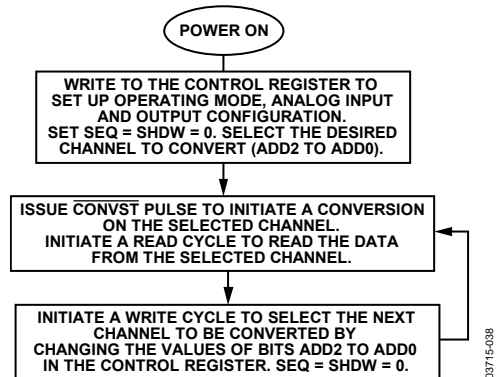 POWER ON
WRITE TO THE CONTROL REGISTER TO
SET UP OPERATING MODE, ANALOG INPUT
AND OUTPUT CONFIGURATION.
SET SEQ = SHDW = 0. SELECT THE DESIRED
CHANNEL TO CONVERT (ADD2 TO ADD0).
ISSUE CONVST PULSE TO INITIATE A CONVERSION
ON THE SELECTED CHANNEL.
INITIATE A READ CYCLE TO READ THE DATA
FROM THE SELECTED CHANNEL.
INITIATE A WRITE CYCLE TO SELECT THE NEXT
CHANNEL TO BE CONVERTED BY
CHANGING THE VALUES OF BITS ADD2 TO ADD0
IN THE CONTROL REGISTER. SEQ = SHDW = 0.
03715-038